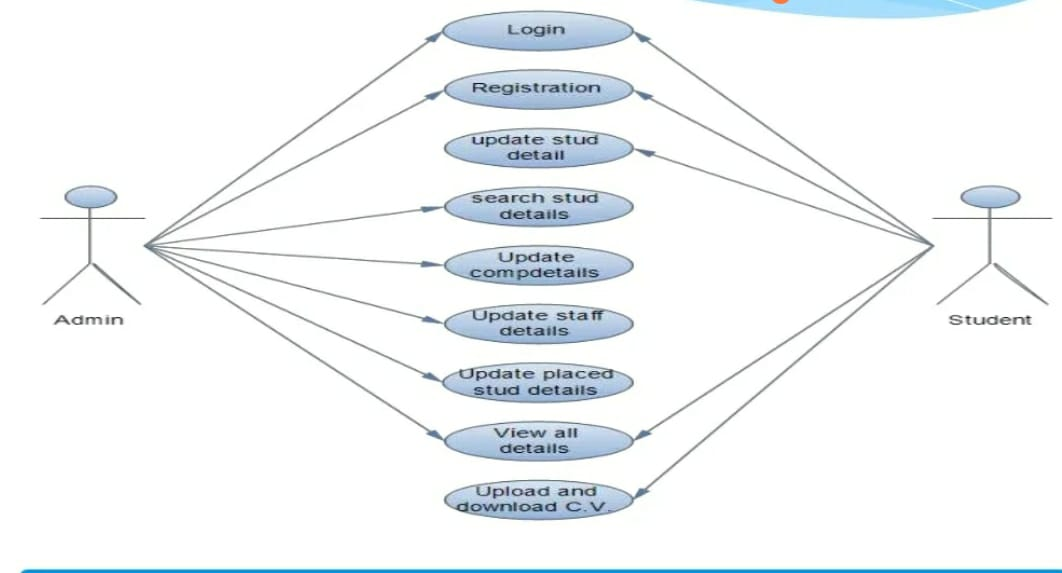 Login
Registration
update stud
detail
search stud
details
Update
compdetails
Update staff
details
Update placed
stud details
View all
details
Upload and
download C.V.
Admin
Student